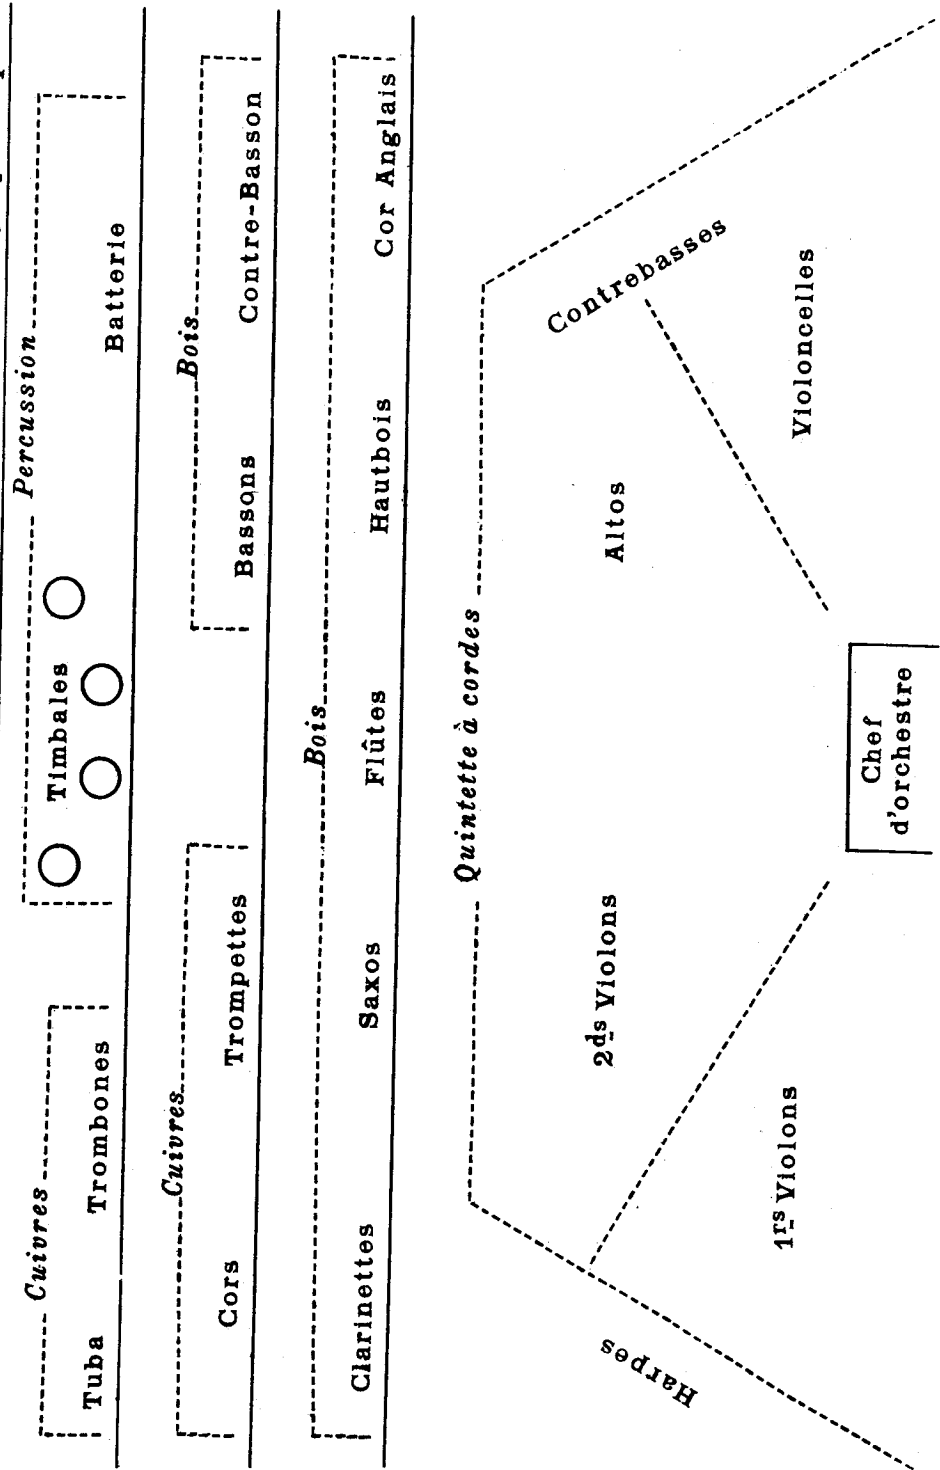 Cuivres
Percussion
Tuba
Trombones
Timbales
Batterie
Cuivres
Bois
Cors
Trompettes
Bassons
Contre-Basson
Bois
Clarinettes
Saxos
Flûtes
Hautbois
Cor Anglais
Quintette à cordes
Harpes
2ds Violons
Altos
Contrebasses
1rs Violons
Violoncelles
Chef
d'orchestre